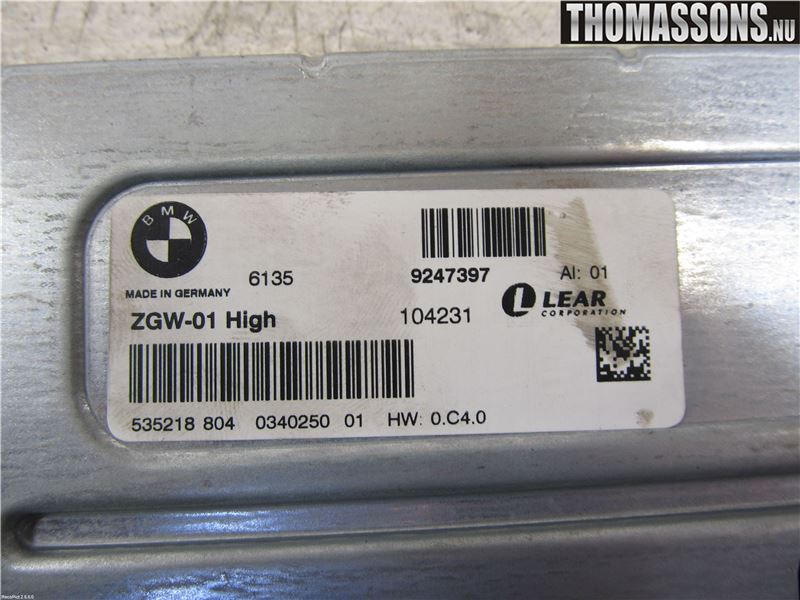 THOMASSONS.NU
BMW
6135 9247397 AI: 01
MADE IN GERMANY
LEAR
CORPORATION
ZGW-01 High 104231
535218 804 0340250 01 HW: 0.C4.0